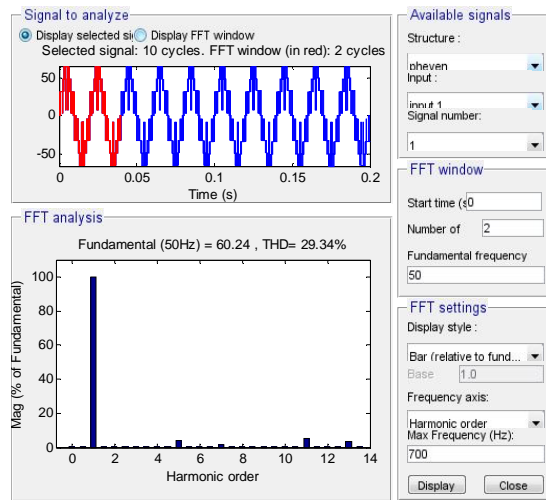 Signal to analyze
Display selected si
Display FFT window
Selected signal: 10 cycles. FFT window (in red): 2 cycles
50
0
-50
0
0.05
0.1
0.15
0.2
Time (s)
FFT analysis
Fundamental (50Hz) = 60.24 , THD= 29.34%
100
80
60
40
20
0
Mag (% of Fundamental)
0
2
4
6
8
10
12
14
Harmonic order
Available signals
Structure :
pheven
Input :
input 1
Signal number:
1
FFT window
Start time (s
0
Number of
2
Fundamental frequency
50
FFT settings
Display style :
Bar (relative to fund...
Base
1.0
Frequency axis:
Harmonic order
Max Frequency (Hz):
700
Display
Close